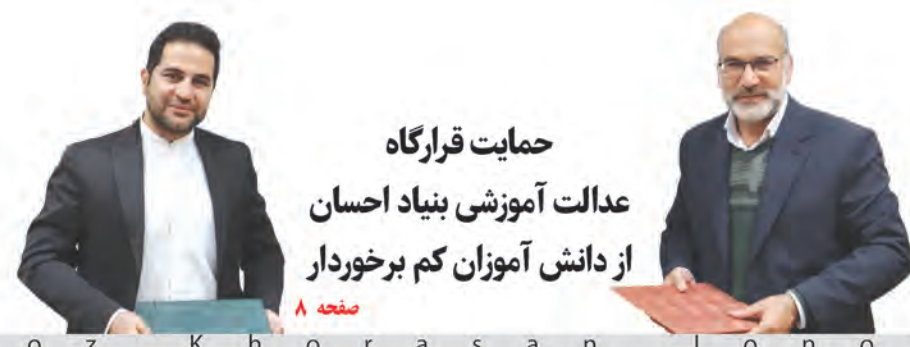 حمایت قرارگاه
عدالت آموزشی بنیاد احسان
از دانش آموزان کم برخوردار
صفحه ۸
o z K h o r a s a n J o n o